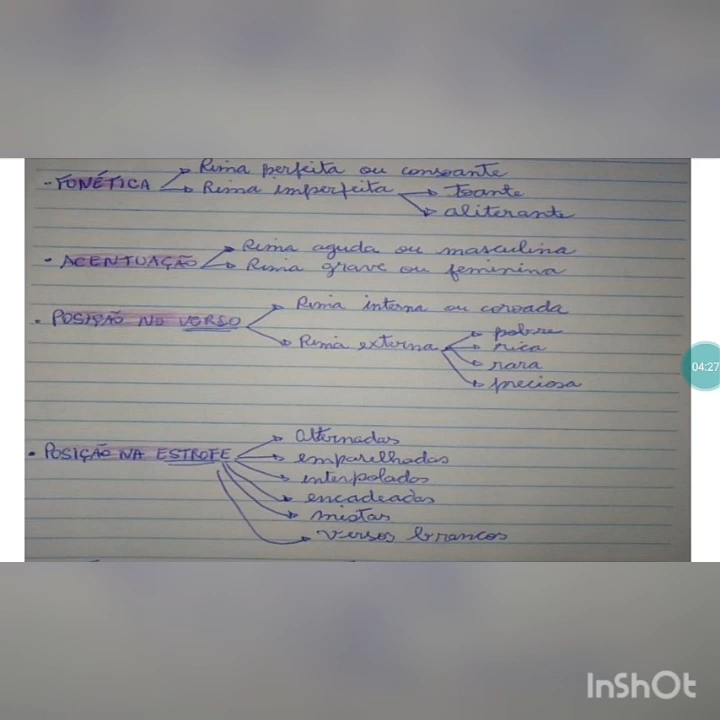 Rima perfeita ou consoante
- FONÉTICA
Rima imperfeita
toante
aliterante
Rima aguda ou masculina
- ACENTUAÇÃO
Rima grave ou feminina
Rima interna ou coroada
. POSIÇÃO NO VERSO
Rima externa
pobre
rica
rara
preciosa
04:27
alternadas
. POSIÇÃO NA ESTROFE
emparelhadas
interpolados
encadeadas
mistas
versos brancos
InShOt